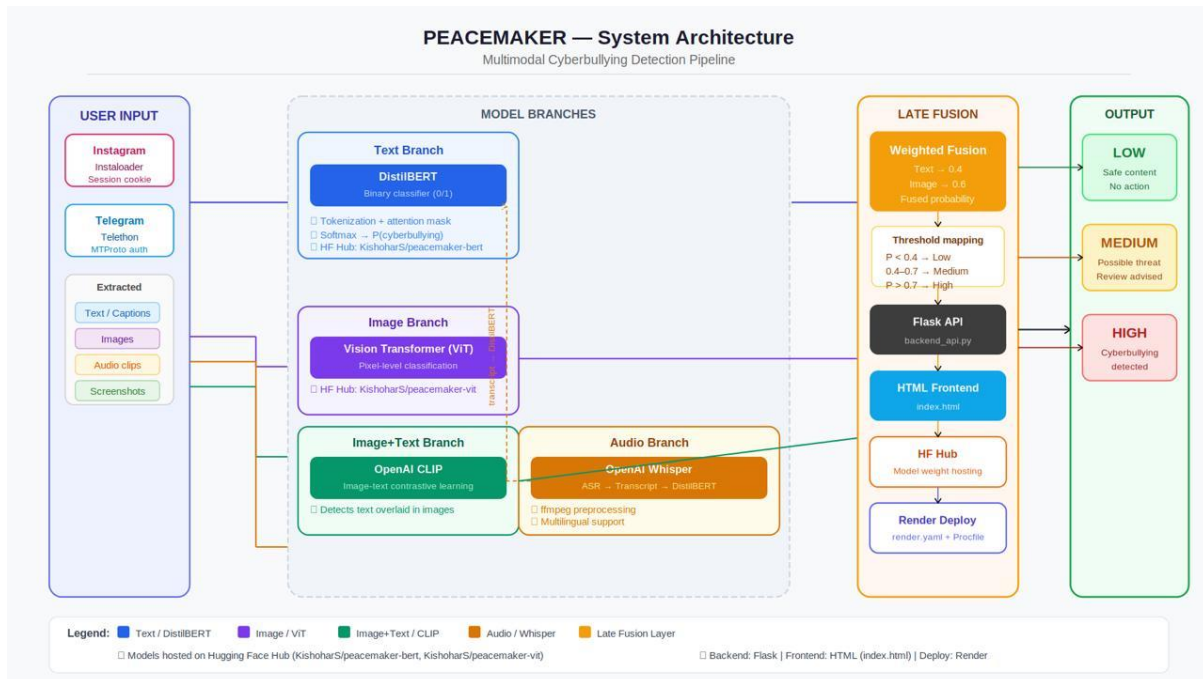 PEACEMAKER — System Architecture
Multimodal Cyberbullying Detection Pipeline
USER INPUT
Instagram
Instaloader
Session cookie
Telegram
Telethon
MTProto auth
Extracted
Text / Captions
Images
Audio clips
Screenshots
MODEL BRANCHES
Text Branch
DistilBERT
Binary classifier (0/1)
Tokenization + attention mask
Softmax → P(cyberbullying)
HF Hub: KishoharS/peacemaker-bert
Image Branch
Vision Transformer (ViT)
Pixel-level classification
HF Hub: KishoharS/peacemaker-vit
transcript → DistilBERT
Image+Text Branch
OpenAI CLIP
Image-text contrastive learning
Detects text overlaid in images
Audio Branch
OpenAI Whisper
ASR → Transcript → DistilBERT
ffmpeg preprocessing
Multilingual support
LATE FUSION
Weighted Fusion
Text → 0.4
Image → 0.6
Fused probability
Threshold mapping
P < 0.4 → Low
0.4–0.7 → Medium
P > 0.7 → High
Flask API
backend_api.py
HTML Frontend
index.html
HF Hub
Model weight hosting
Render Deploy
render.yaml + Procfile
OUTPUT
LOW
Safe content
No action
MEDIUM
Possible threat
Review advised
HIGH
Cyberbullying
detected
Legend: Text / DistilBERT Image / ViT Image+Text / CLIP Audio / Whisper Late Fusion Layer
Models hosted on Hugging Face Hub (KishoharS/peacemaker-bert, KishoharS/peacemaker-vit)
Backend: Flask | Frontend: HTML (index.html) | Deploy: Render